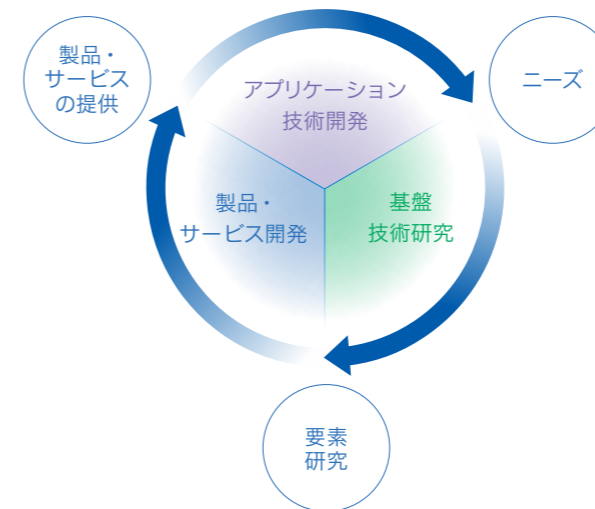 製品・
サービス
の提供
ニーズ
アプリケーション
技術開発
製品・
サービス開発
基盤
技術研究
要素
研究